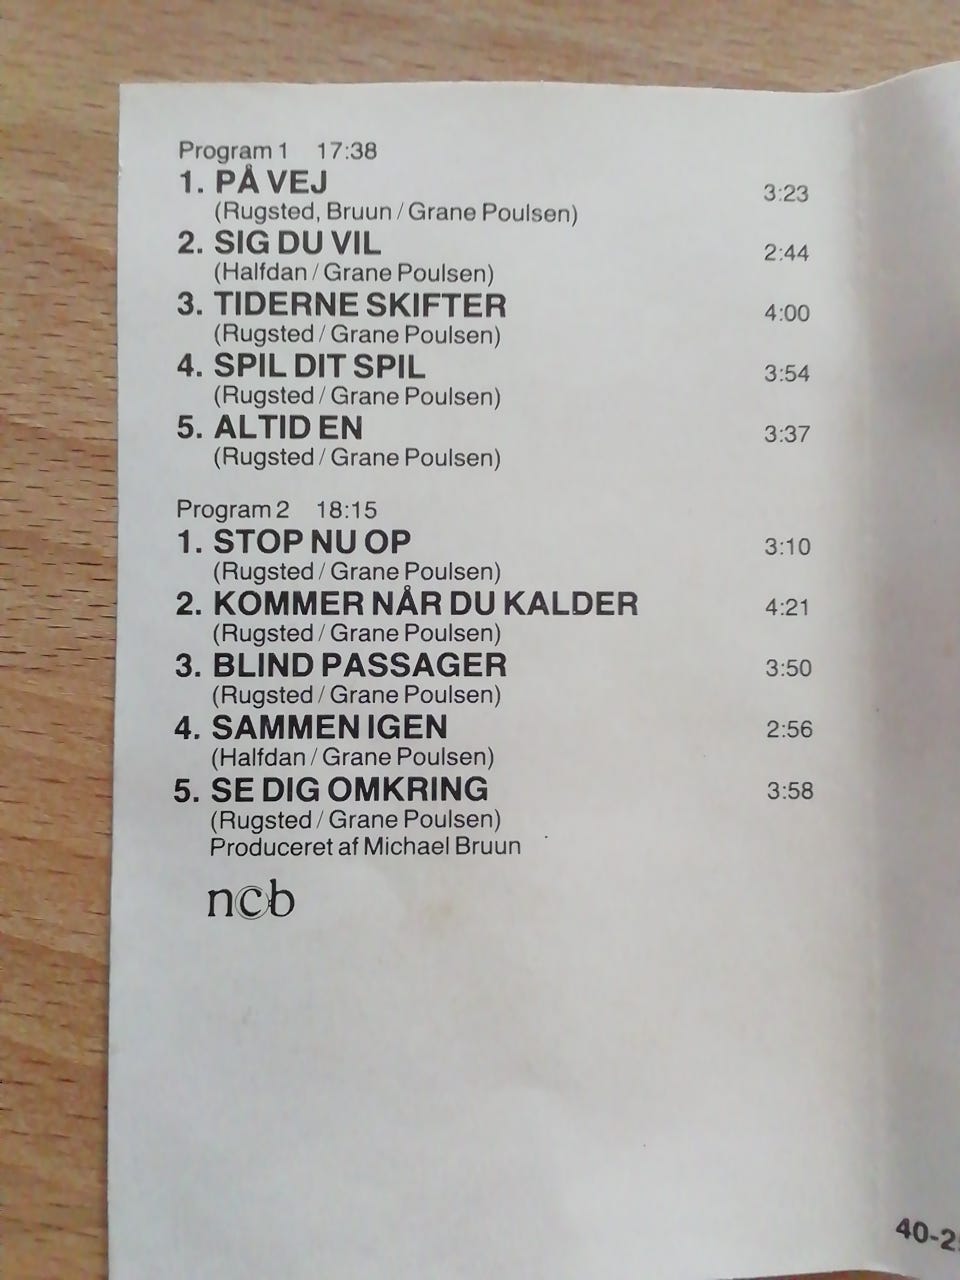 Program 1 17:38
1. PÅ VEJ 3:23
(Rugsted, Bruun / Grane Poulsen)
2. SIG DU VIL 2:44
(Halfdan / Grane Poulsen)
3. TIDERNE SKIFTER 4:00
(Rugsted / Grane Poulsen)
4. SPIL DIT SPIL 3:54
(Rugsted / Grane Poulsen)
5. ALTID EN 3:37
(Rugsted / Grane Poulsen)
Program 2 18:15
1. STOP NU OP 3:10
(Rugsted / Grane Poulsen)
2. KOMMER NÅR DU KALDER 4:21
(Rugsted / Grane Poulsen)
3. BLIND PASSAGER 3:50
(Rugsted / Grane Poulsen)
4. SAMMEN IGEN 2:56
(Halfdan / Grane Poulsen)
5. SE DIG OMKRING 3:58
(Rugsted / Grane Poulsen)
Produceret af Michael Bruun
ncb